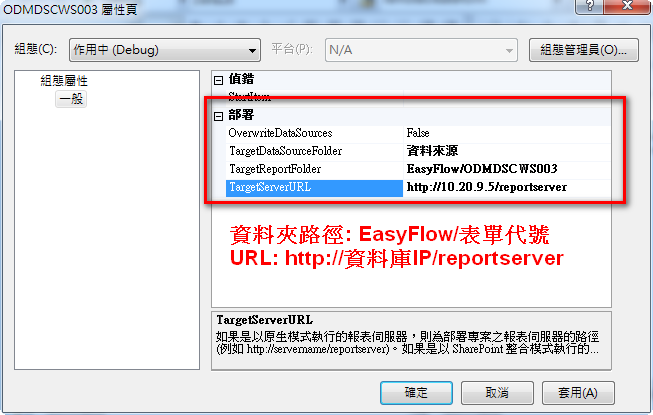 ODMDSCWS003 屬性頁
組態(C): 作用中 (Debug) 平台(P): N/A 組態管理員(O)...
組態屬性
一般
偵錯
StartItem
部署
OverwriteDataSources False
TargetDataSourceFolder 資料來源
TargetReportFolder EasyFlow/ODMDSCWS003
TargetServerURL http://10.20.9.5/reportserver
資料夾路徑: EasyFlow/表單代號
URL: http://資料庫IP/reportserver
TargetServerURL
如果是以原生模式執行的報表伺服器，則為部署專案之報表伺服器的路徑
(例如 http://servername/reportserver)。如果是以 SharePoint 整合模式執行的...
確定 取消 套用(A)